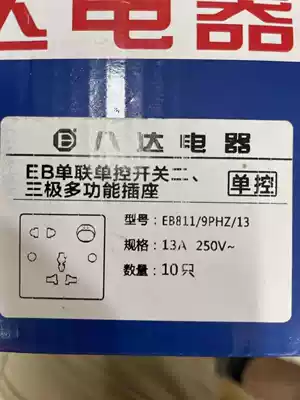 达电器
八达电器
EB单联单控开关二、
三极多功能插座
单控
型号: EB811/9PHZ/13
规格: 13A 250V~
数量: 10只